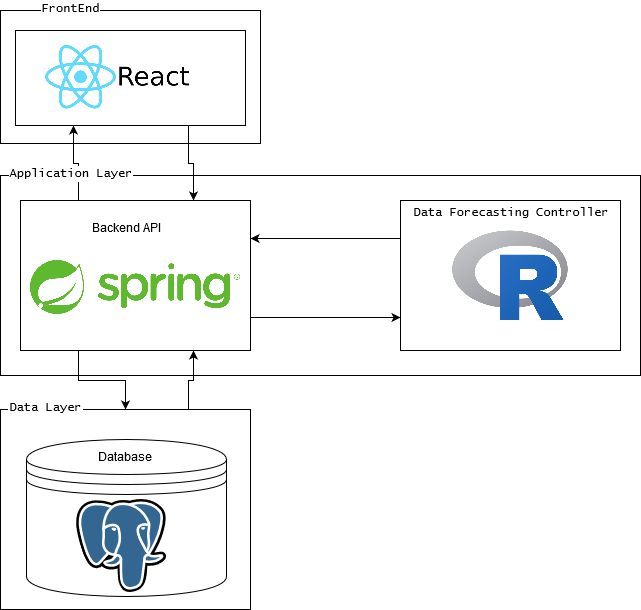 FrontEnd
React
Application Layer
Backend API
spring
Data Forecasting Controller
R
Data Layer
Database